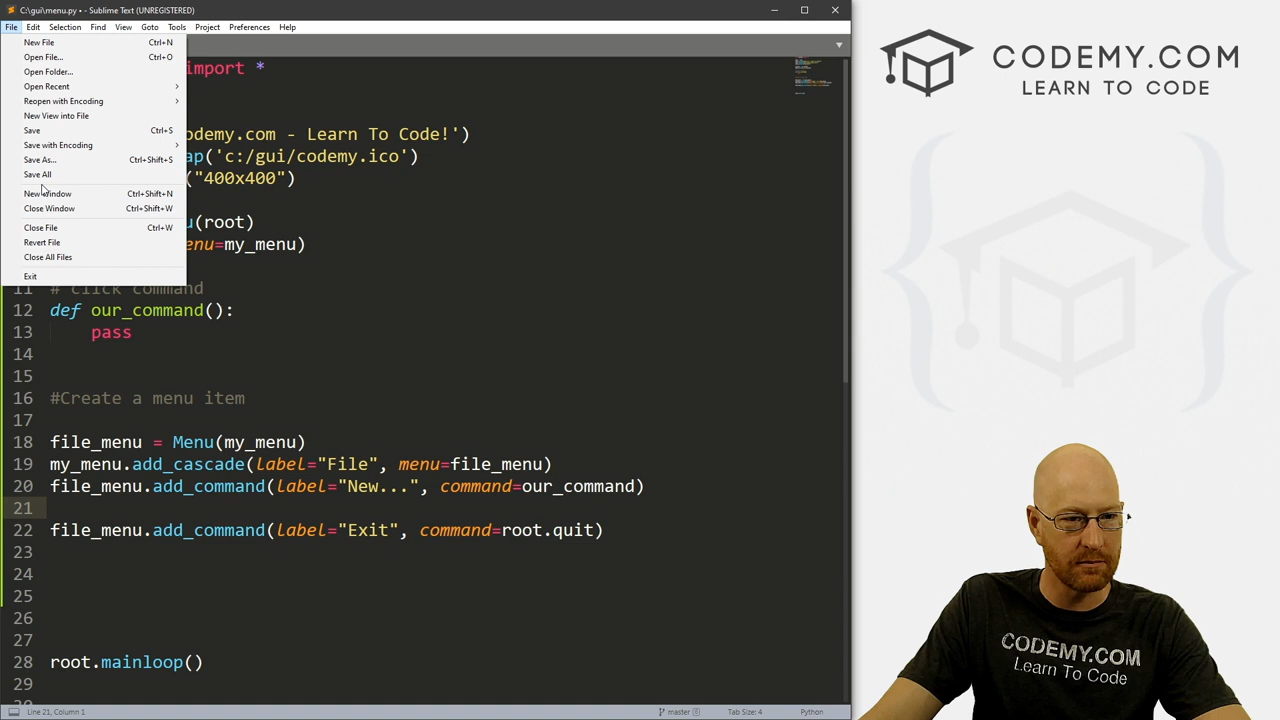 C:\gui\menu.py • - Sublime Text (UNREGISTERED)
File Edit Selection Find View Goto Tools Project Preferences Help
New File Ctrl+N
Open File... Ctrl+O
Open Folder...
Open Recent
Reopen with Encoding
New View into File
Save Ctrl+S
Save with Encoding
Save As... Ctrl+Shift+S
Save All
New Window Ctrl+Shift+N
Close Window Ctrl+Shift+W
Close File Ctrl+W
Revert File
Close All Files
Exit
import *
odemy.com - Learn To Code!')
ap('c:/gui/codemy.ico')
("400x400")
u(root)
enu=my_menu)
11 # click command
12 def our_command():
13 pass
14
15
16 #Create a menu item
17
18 file_menu = Menu(my_menu)
19 my_menu.add_cascade(label="File", menu=file_menu)
20 file_menu.add_command(label="New...", command=our_command)
21
22 file_menu.add_command(label="Exit", command=root.quit)
23
24
25
26
27
28 root.mainloop()
29
Line 21, Column 1 master 6 Tab Size: 4 Python
CODEMY.COM
LEARN TO CODE
CODEMY.COM
Learn To Code